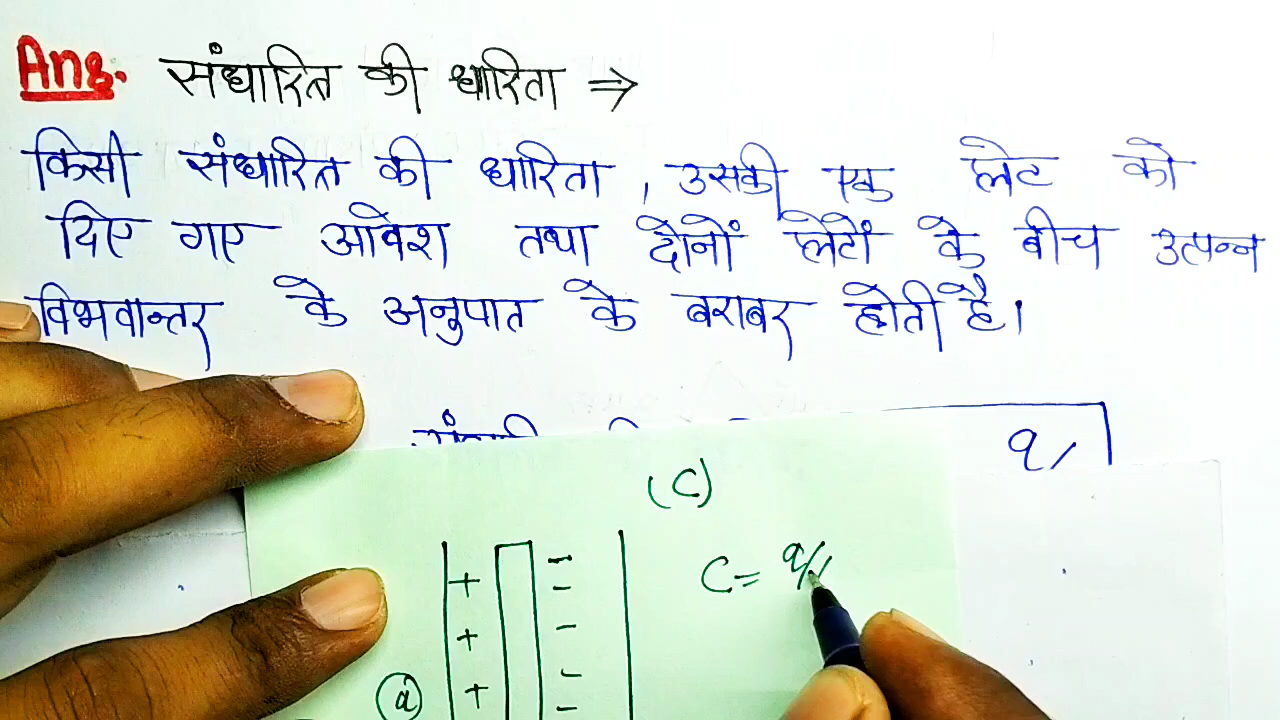 Ans. संधारित्र की धारिता ⇒
किसी संधारित्र की धारिता, उसकी एक प्लेट को
दिए गए आवेश तथा दोनों प्लेटों के बीच उत्पन्न
विभवान्तर के अनुपात के बराबर होती है।
q/
(C)
C = q/
+ −
+ −
+ −